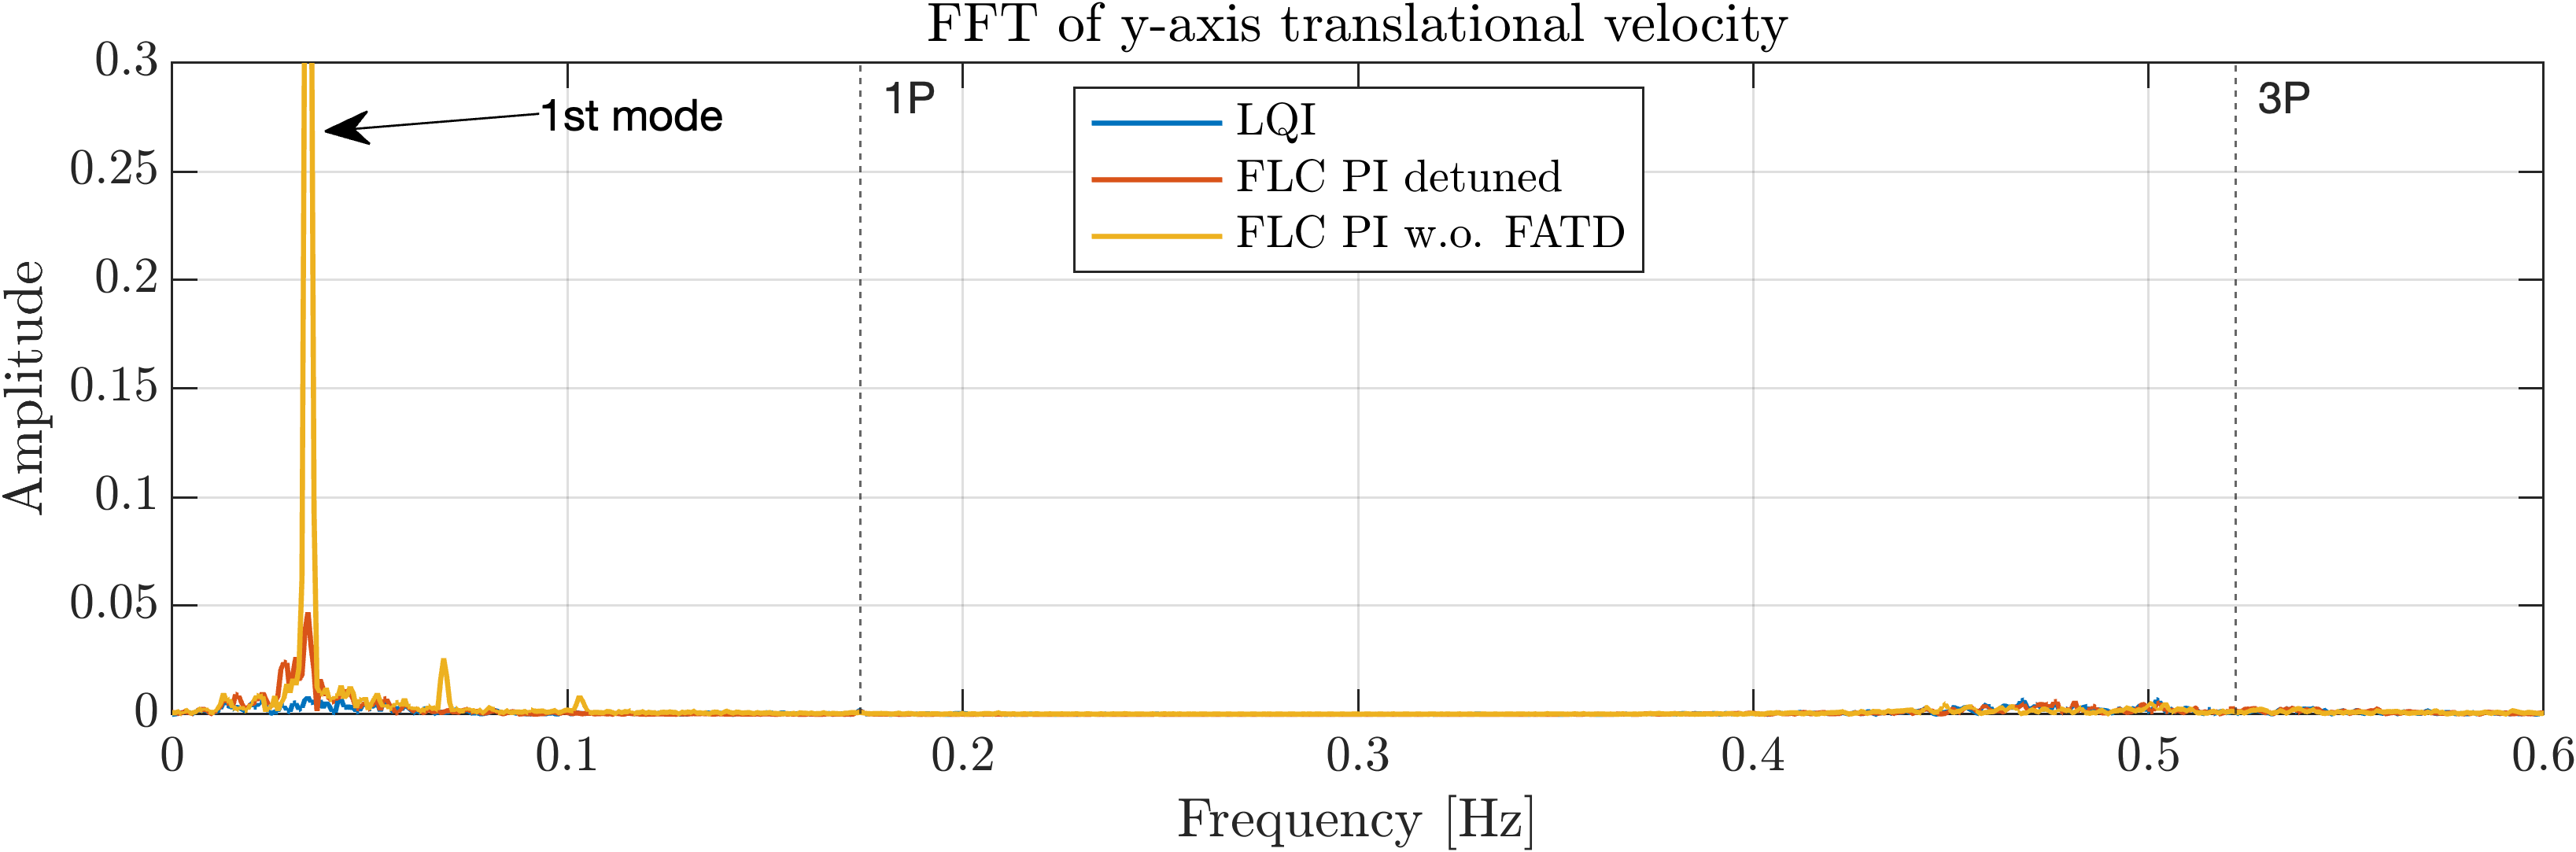 FFT of y-axis translational velocity
0.3
0.25
0.2
0.15
0.1
0.05
0
Amplitude
1st mode
1P
LQI
FLC PI detuned
FLC PI w.o. FATD
3P
0 0.1 0.2 0.3 0.4 0.5 0.6
Frequency [Hz]